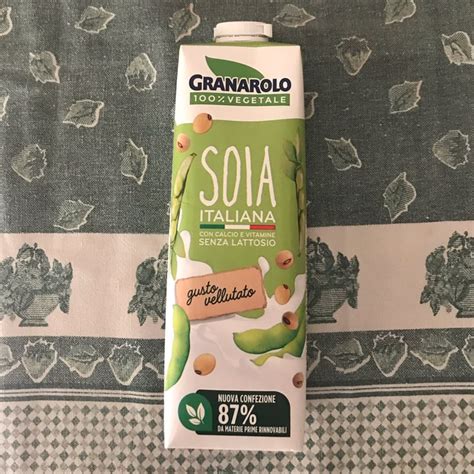 GRANAROLO
100% VEGETALE
SOIA
ITALIANA
CON CALCIO E VITAMINE
SENZA LATTOSIO
gusto
vellutato
NUOVA CONFEZIONE
87%
DA MATERIE PRIME RINNOVABILI